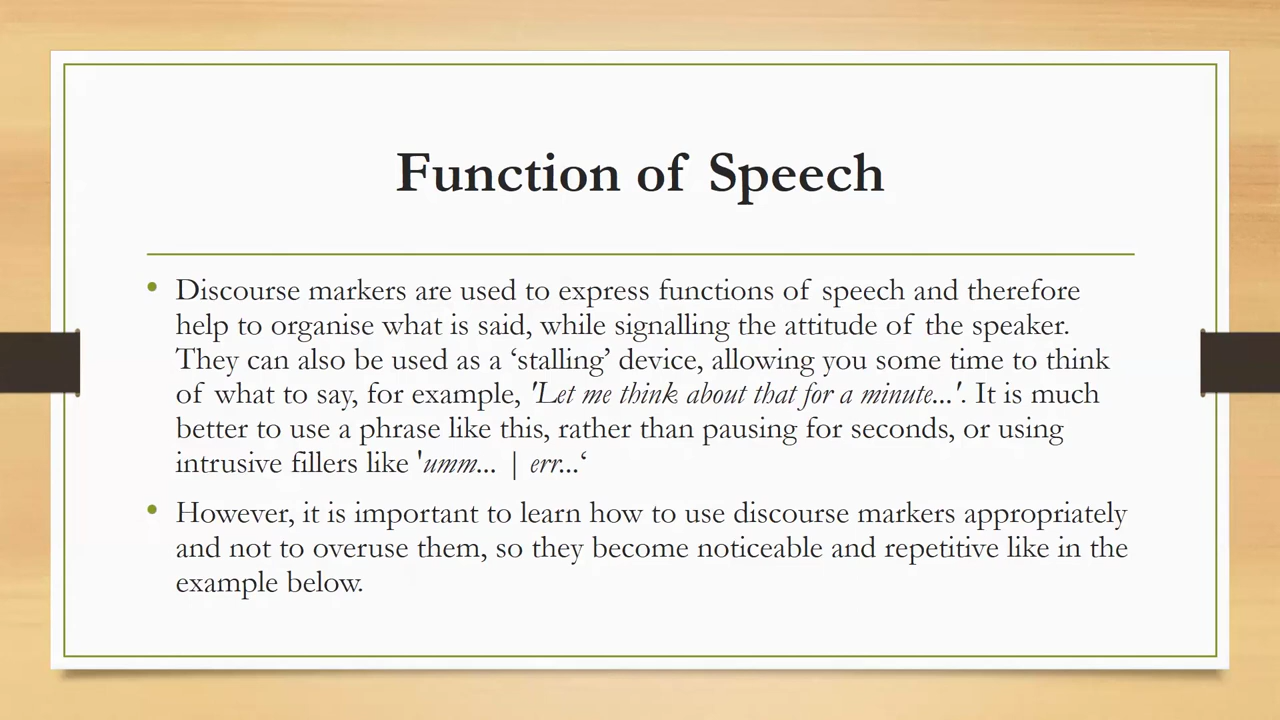 Function of Speech
• Discourse markers are used to express functions of speech and therefore
help to organise what is said, while signalling the attitude of the speaker.
They can also be used as a ‘stalling’ device, allowing you some time to think
of what to say, for example, 'Let me think about that for a minute...'. It is much
better to use a phrase like this, rather than pausing for seconds, or using
intrusive fillers like 'umm... | err...‘
• However, it is important to learn how to use discourse markers appropriately
and not to overuse them, so they become noticeable and repetitive like in the
example below.